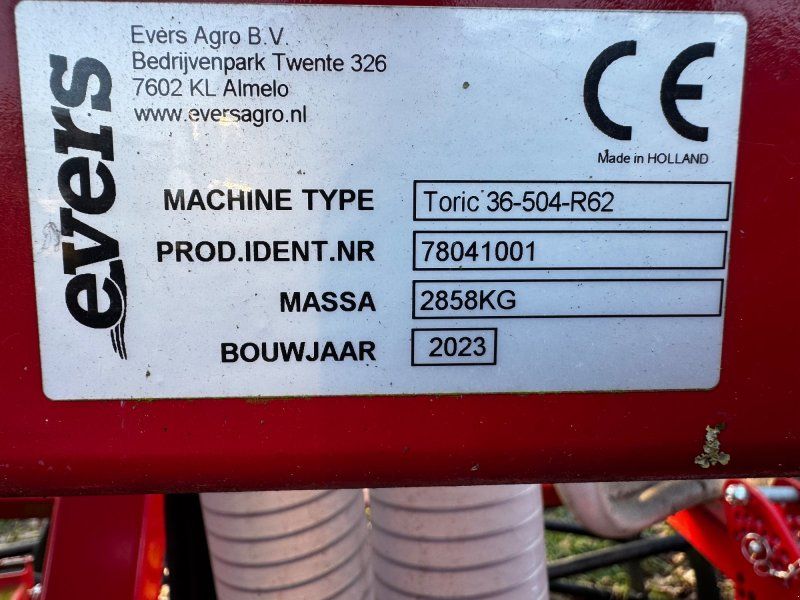 evers
Evers Agro B.V.
Bedrijvenpark Twente 326
7602 KL Almelo
www.eversagro.nl
CE
Made in HOLLAND
MACHINE TYPE Toric 36-504-R62
PROD.IDENT.NR 78041001
MASSA 2858KG
BOUWJAAR 2023